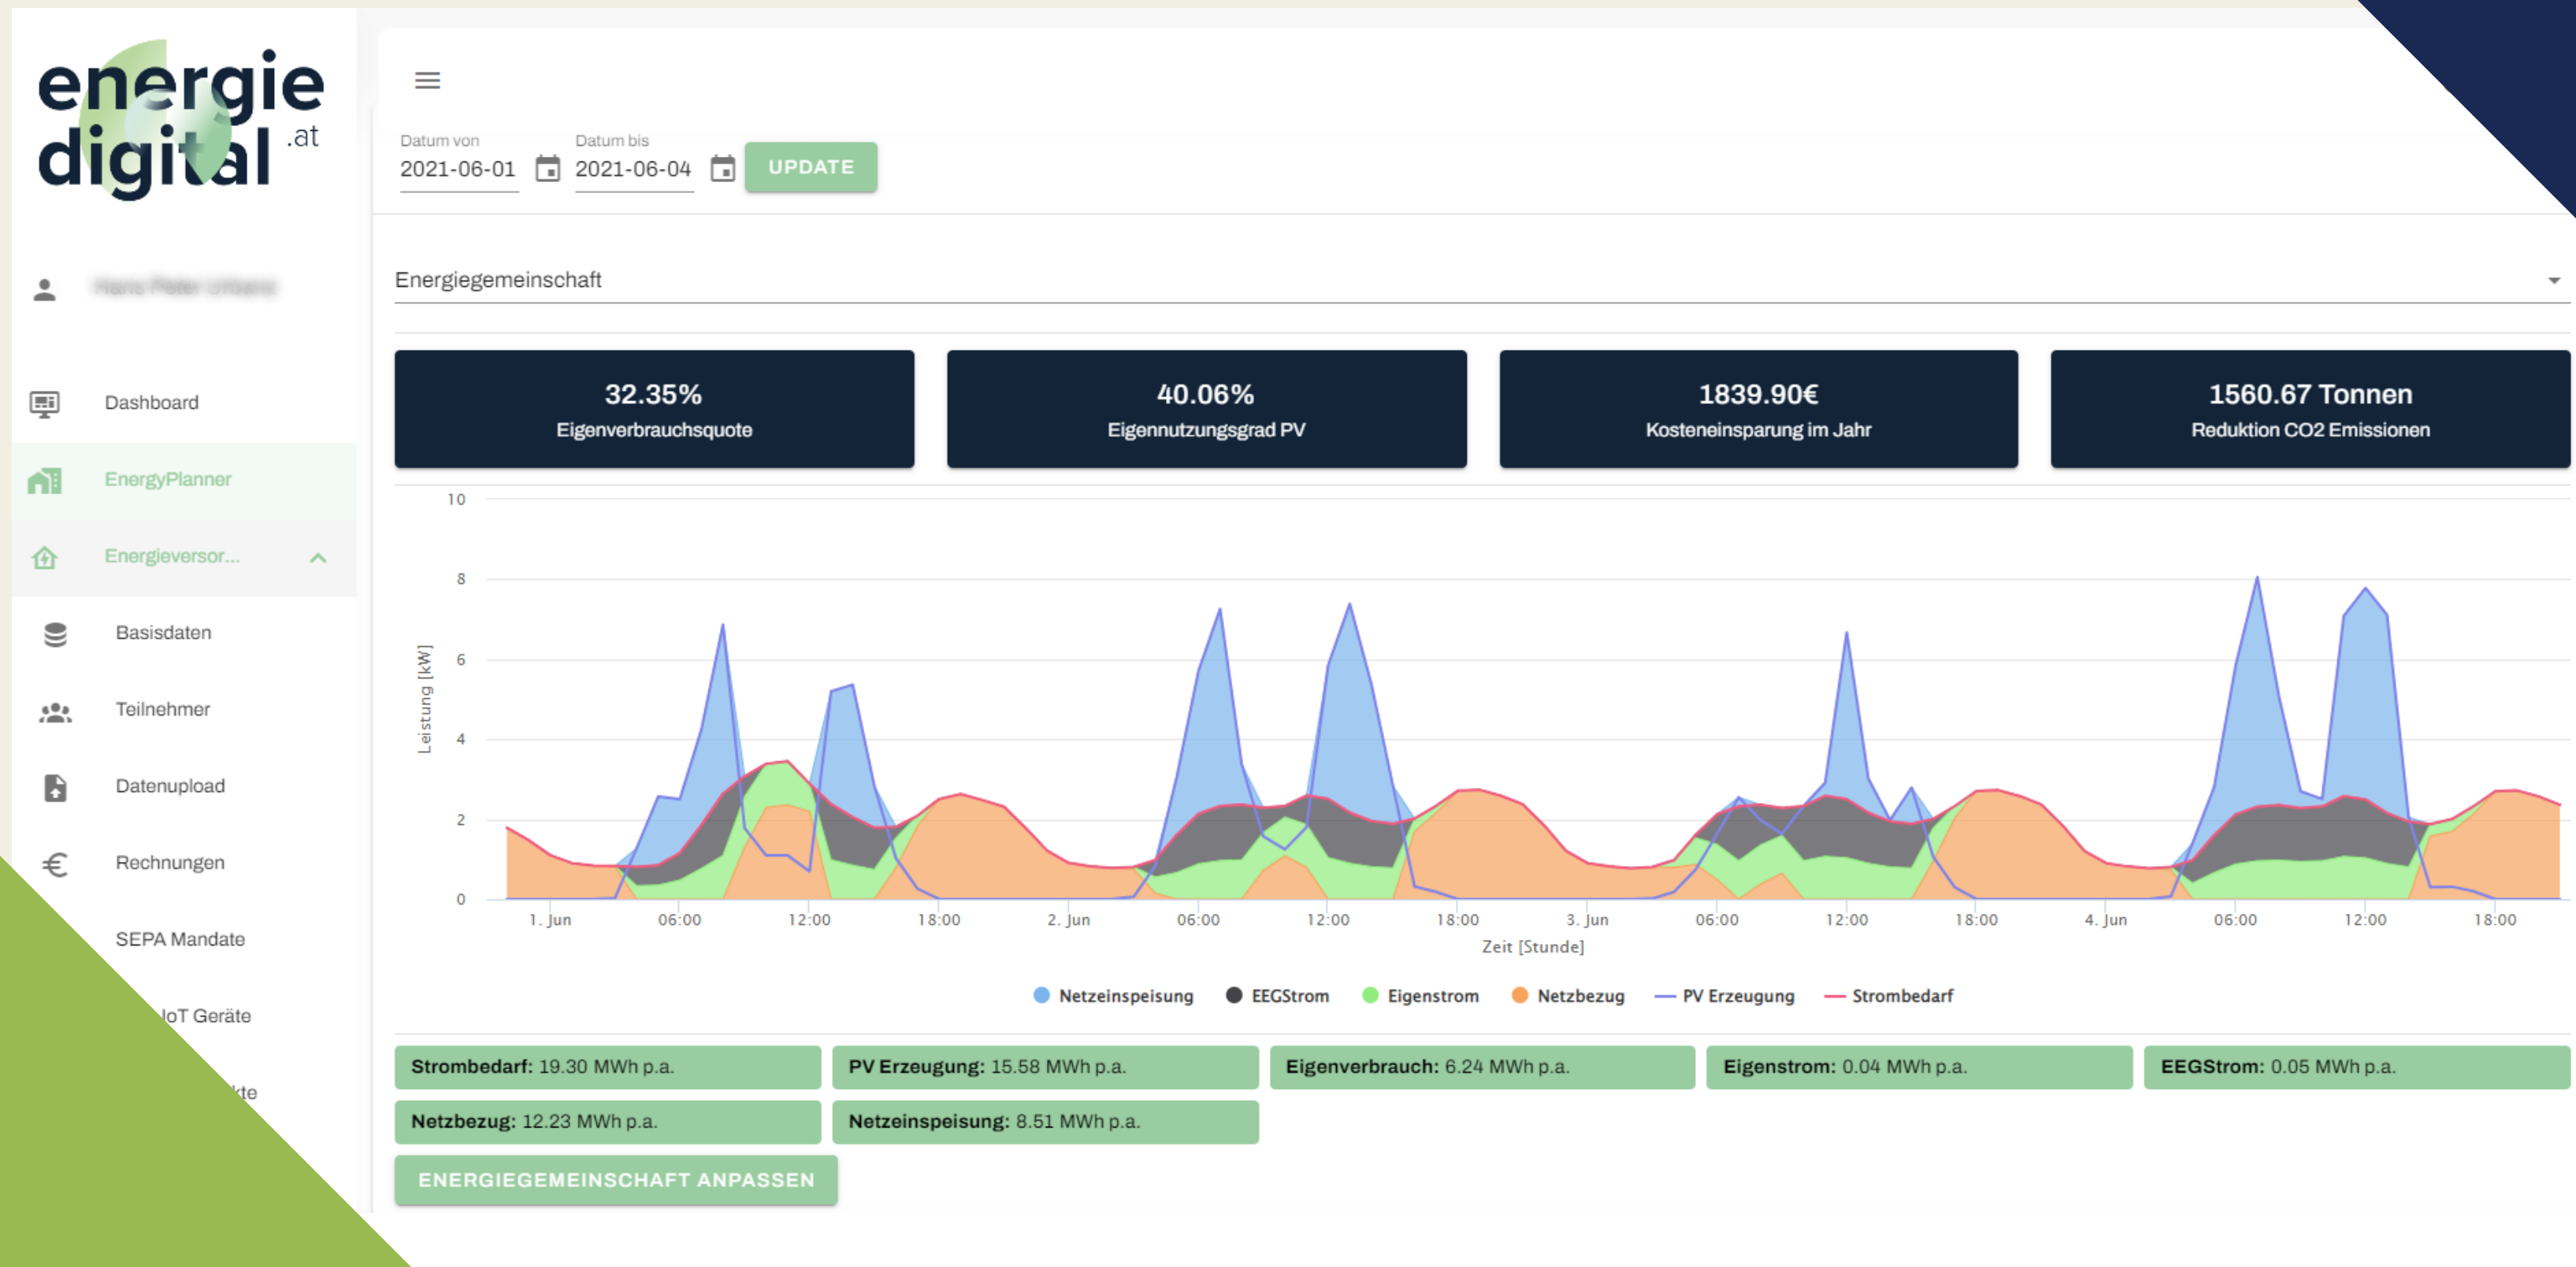 energie
digital .at
Datum von
2021-06-01
Datum bis
2021-06-04
UPDATE
Energiegemeinschaft
Dashboard
EnergyPlanner
Energieversor...
Basisdaten
Teilnehmer
Datenupload
Rechnungen
SEPA Mandate
IoT Geräte
kte
32.35%
Eigenverbrauchsquote
40.06%
Eigennutzungsgrad PV
1839.90€
Kosteneinsparung im Jahr
1560.67 Tonnen
Reduktion CO2 Emissionen
Leistung [kW]
10
8
6
4
2
0
1. Jun 06:00 12:00 18:00 2. Jun 06:00 12:00 18:00 3. Jun 06:00 12:00 18:00 4. Jun 06:00 12:00 18:00
Zeit [Stunde]
Netzeinspeisung EEGStrom Eigenstrom Netzbezug PV Erzeugung Strombedarf
Strombedarf: 19.30 MWh p.a.
PV Erzeugung: 15.58 MWh p.a.
Eigenverbrauch: 6.24 MWh p.a.
Eigenstrom: 0.04 MWh p.a.
EEGStrom: 0.05 MWh p.a.
Netzbezug: 12.23 MWh p.a.
Netzeinspeisung: 8.51 MWh p.a.
ENERGIEGEMEINSCHAFT ANPASSEN